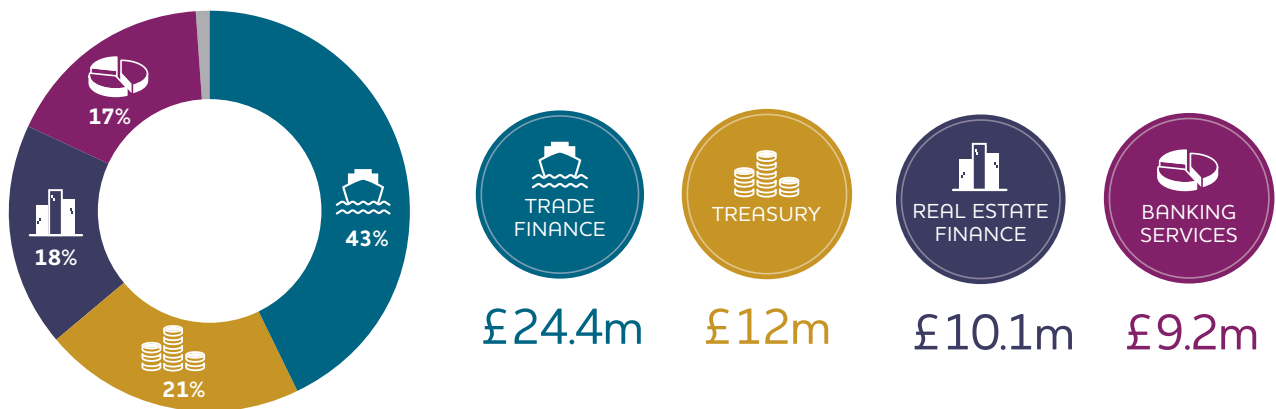 17%
18%
43%
21%
TRADE
FINANCE
£24.4m
TREASURY
£12m
REAL ESTATE
FINANCE
£10.1m
BANKING
SERVICES
£9.2m